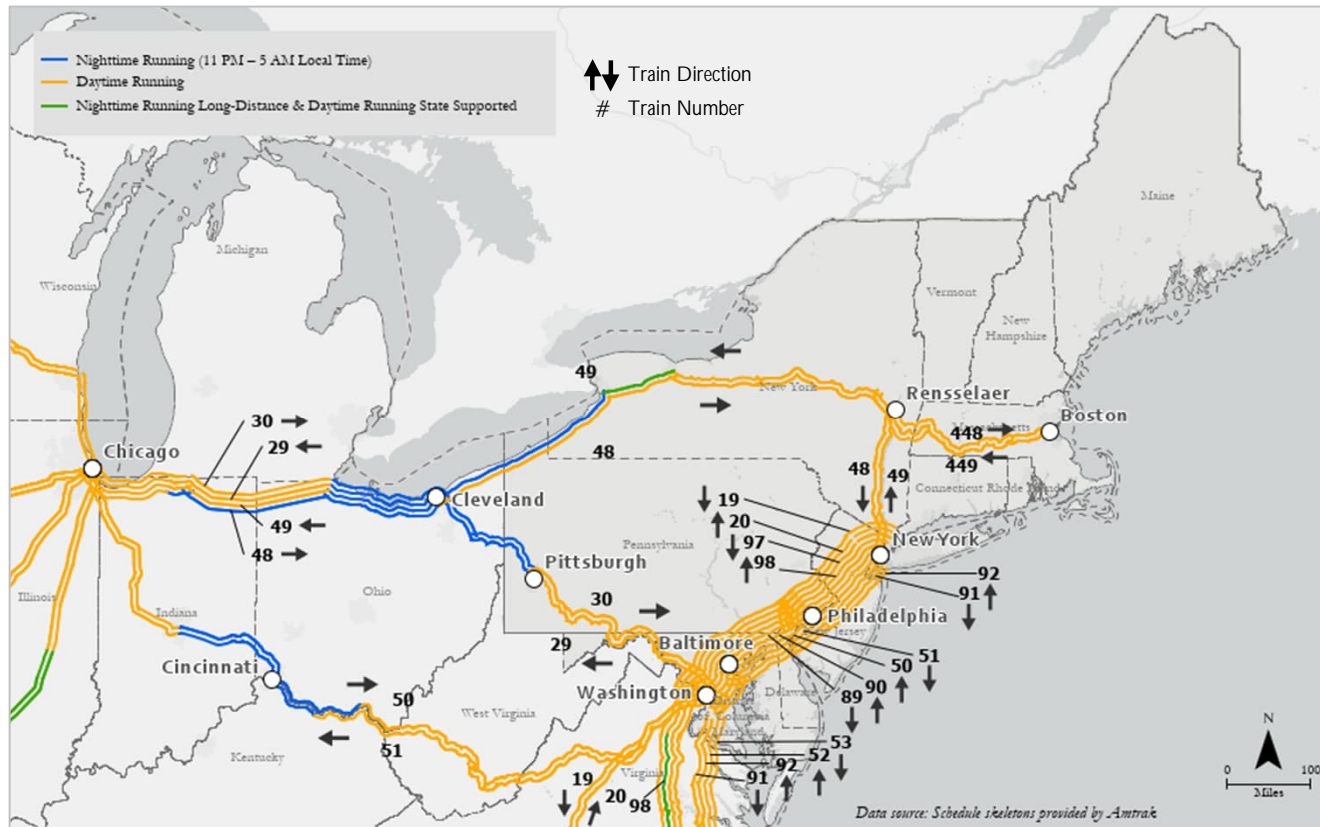 Nighttime Running (11 PM – 5 AM Local Time)
Daytime Running
Nighttime Running Long-Distance & Daytime Running State Supported
Train Direction
# Train Number
Maine
Michigan
Wisconsin
Vermont
New
Hampshire
49
New York
Rensselaer
Boston
Massachusetts
448
449
30
29
Chicago
48
Cleveland
49
48
48
49
Connecticut
Rhode Island
19
20
97
98
New York
Pennsylvania
Pittsburgh
92
91
Ohio
Illinois
Indiana
30
29
Philadelphia
Jersey
Baltimore
Cincinnati
51
50
90
89
Washington
Delaware
District
of Columbia
Maryland
50
51
West Virginia
Kentucky
53
52
92
91
19
20
98
Virginia
N
0 100
Miles
Data source: Schedule skeletons provided by Amtrak